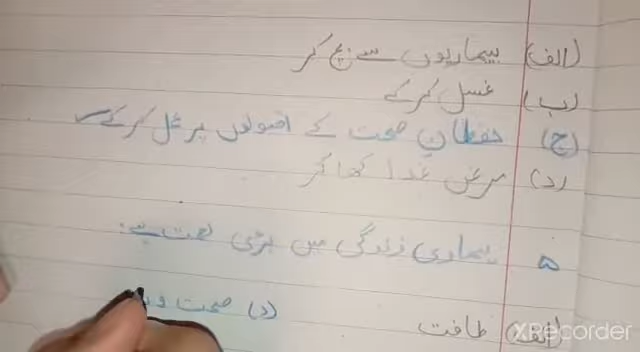 (الف) بیماریوں سے بچ کر
(ب) غسل کرکے
(ج) حفظان صحت کے اصولوں پر عمل کرکے
(د) مرغن غذا کھا کر
۵ ہماری زندگی میں بڑی نعمت ہے۔
(الف) طاقت (د) صحت و
XRecorder